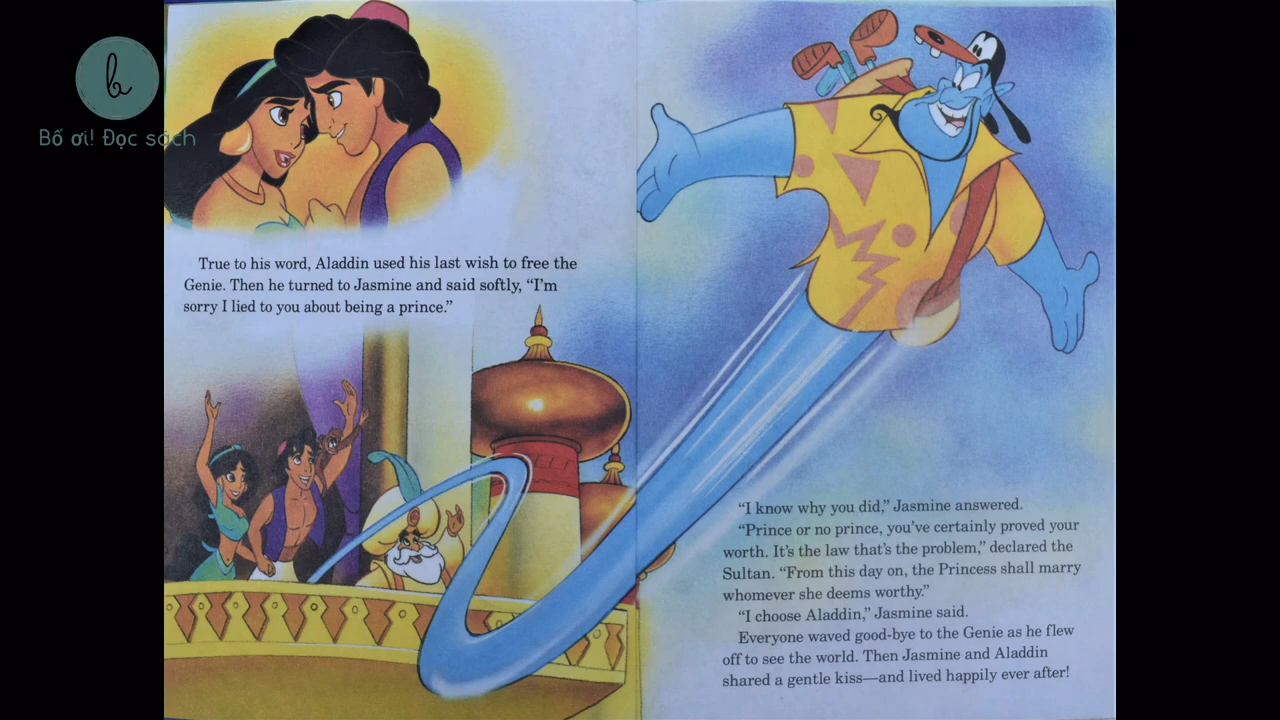 b
Bố ơi! Đọc sách
True to his word, Aladdin used his last wish to free the
Genie. Then he turned to Jasmine and said softly, “I’m
sorry I lied to you about being a prince.”
“I know why you did,” Jasmine answered.
“Prince or no prince, you’ve certainly proved your
worth. It’s the law that’s the problem,” declared the
Sultan. “From this day on, the Princess shall marry
whomever she deems worthy.”
“I choose Aladdin,” Jasmine said.
Everyone waved good-bye to the Genie as he flew
off to see the world. Then Jasmine and Aladdin
shared a gentle kiss—and lived happily ever after!